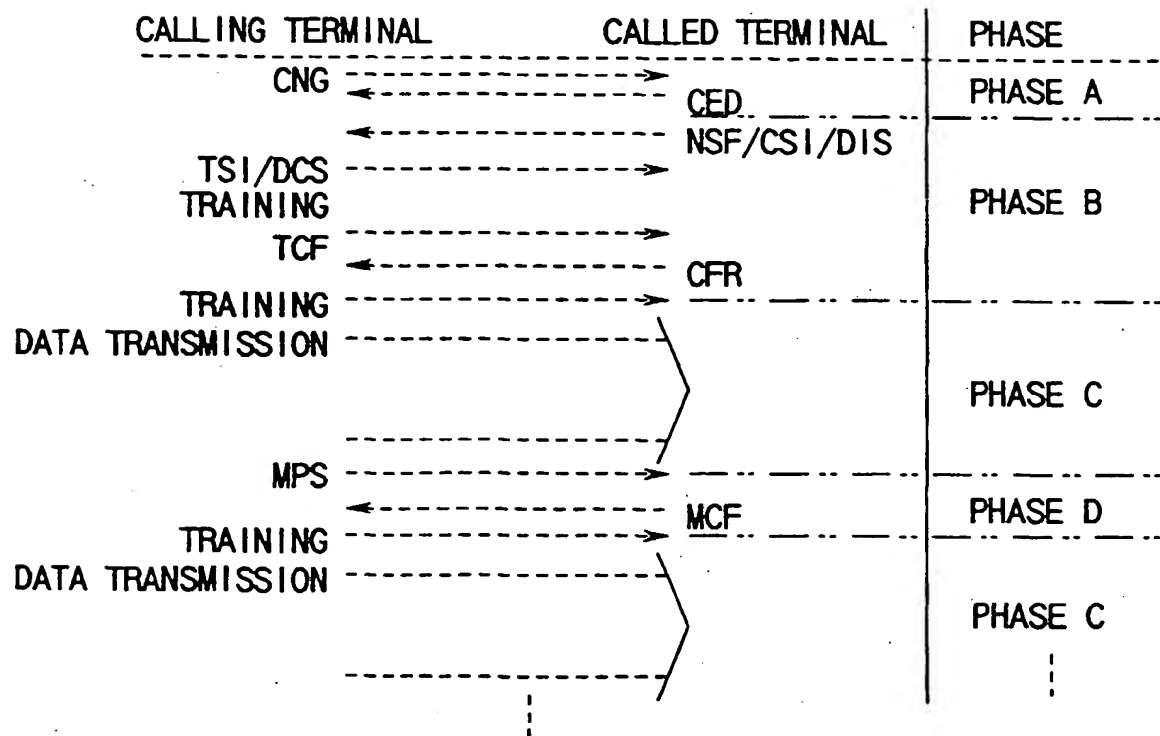 CALLING TERMINAL CALLED TERMINAL PHASE
CNG
CED
PHASE A
NSF/CSI/DIS
TSI/DCS
TRAINING
PHASE B
TCF
CFR
TRAINING
DATA TRANSMISSION
PHASE C
MPS
MCF
PHASE D
TRAINING
DATA TRANSMISSION
PHASE C